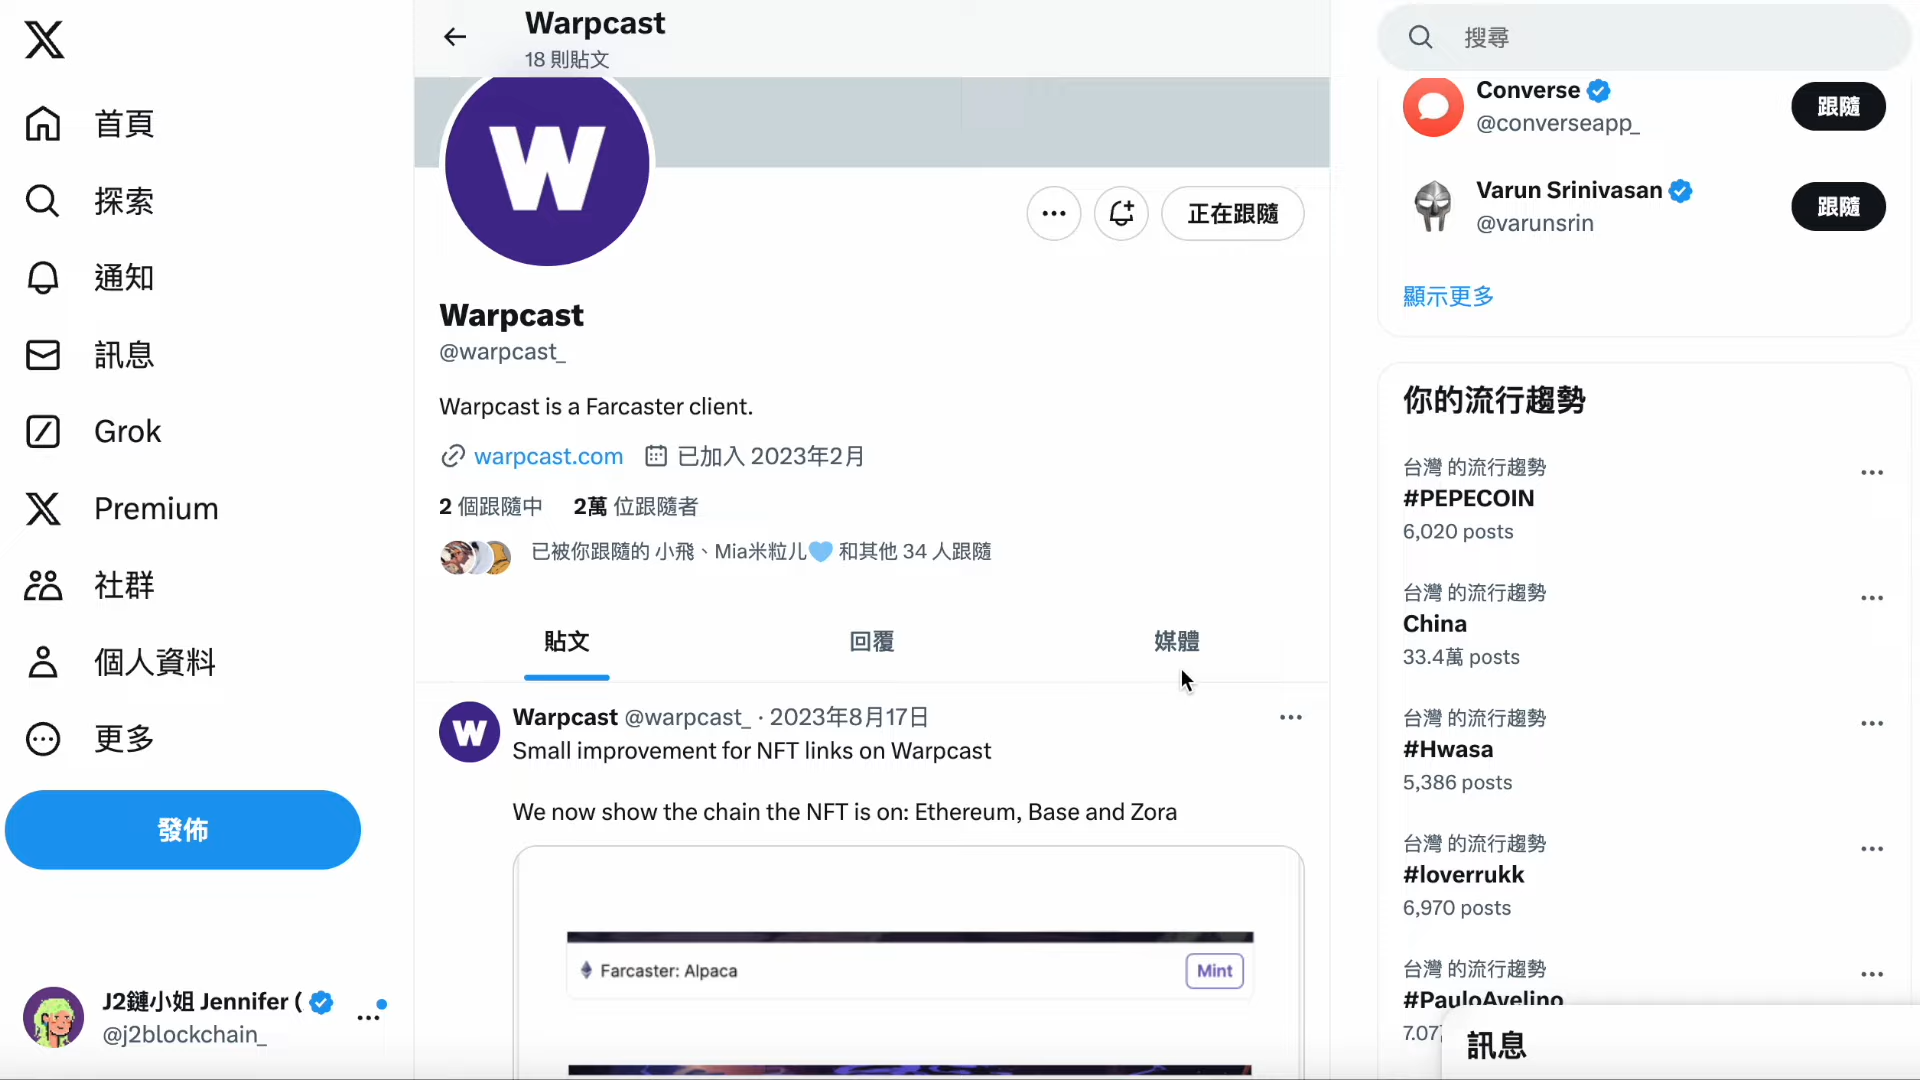 首頁
探索
通知
訊息
Grok
Premium
社群
個人資料
更多
發佈
J2鏈小姐 Jennifer (
@j2blockchain_
Warpcast
18 則貼文
W
正在跟隨
Warpcast
@warpcast_
Warpcast is a Farcaster client.
warpcast.com 已加入 2023年2月
2 個跟隨中 2萬 位跟隨者
已被你跟隨的 小飛、Mia米粒儿 和其他 34 人跟隨
貼文 回覆 媒體
W
Warpcast @warpcast_ · 2023年8月17日
Small improvement for NFT links on Warpcast
We now show the chain the NFT is on: Ethereum, Base and Zora
Farcaster: Alpaca
Mint
搜尋
Converse
@converseapp_
跟隨
Varun Srinivasan
@varunsrin
跟隨
顯示更多
你的流行趨勢
台灣 的流行趨勢
#PEPECOIN
6,020 posts
台灣 的流行趨勢
China
33.4萬 posts
台灣 的流行趨勢
#Hwasa
5,386 posts
台灣 的流行趨勢
#loverrukk
6,970 posts
台灣 的流行趨勢
#PauloAvelino
訊息